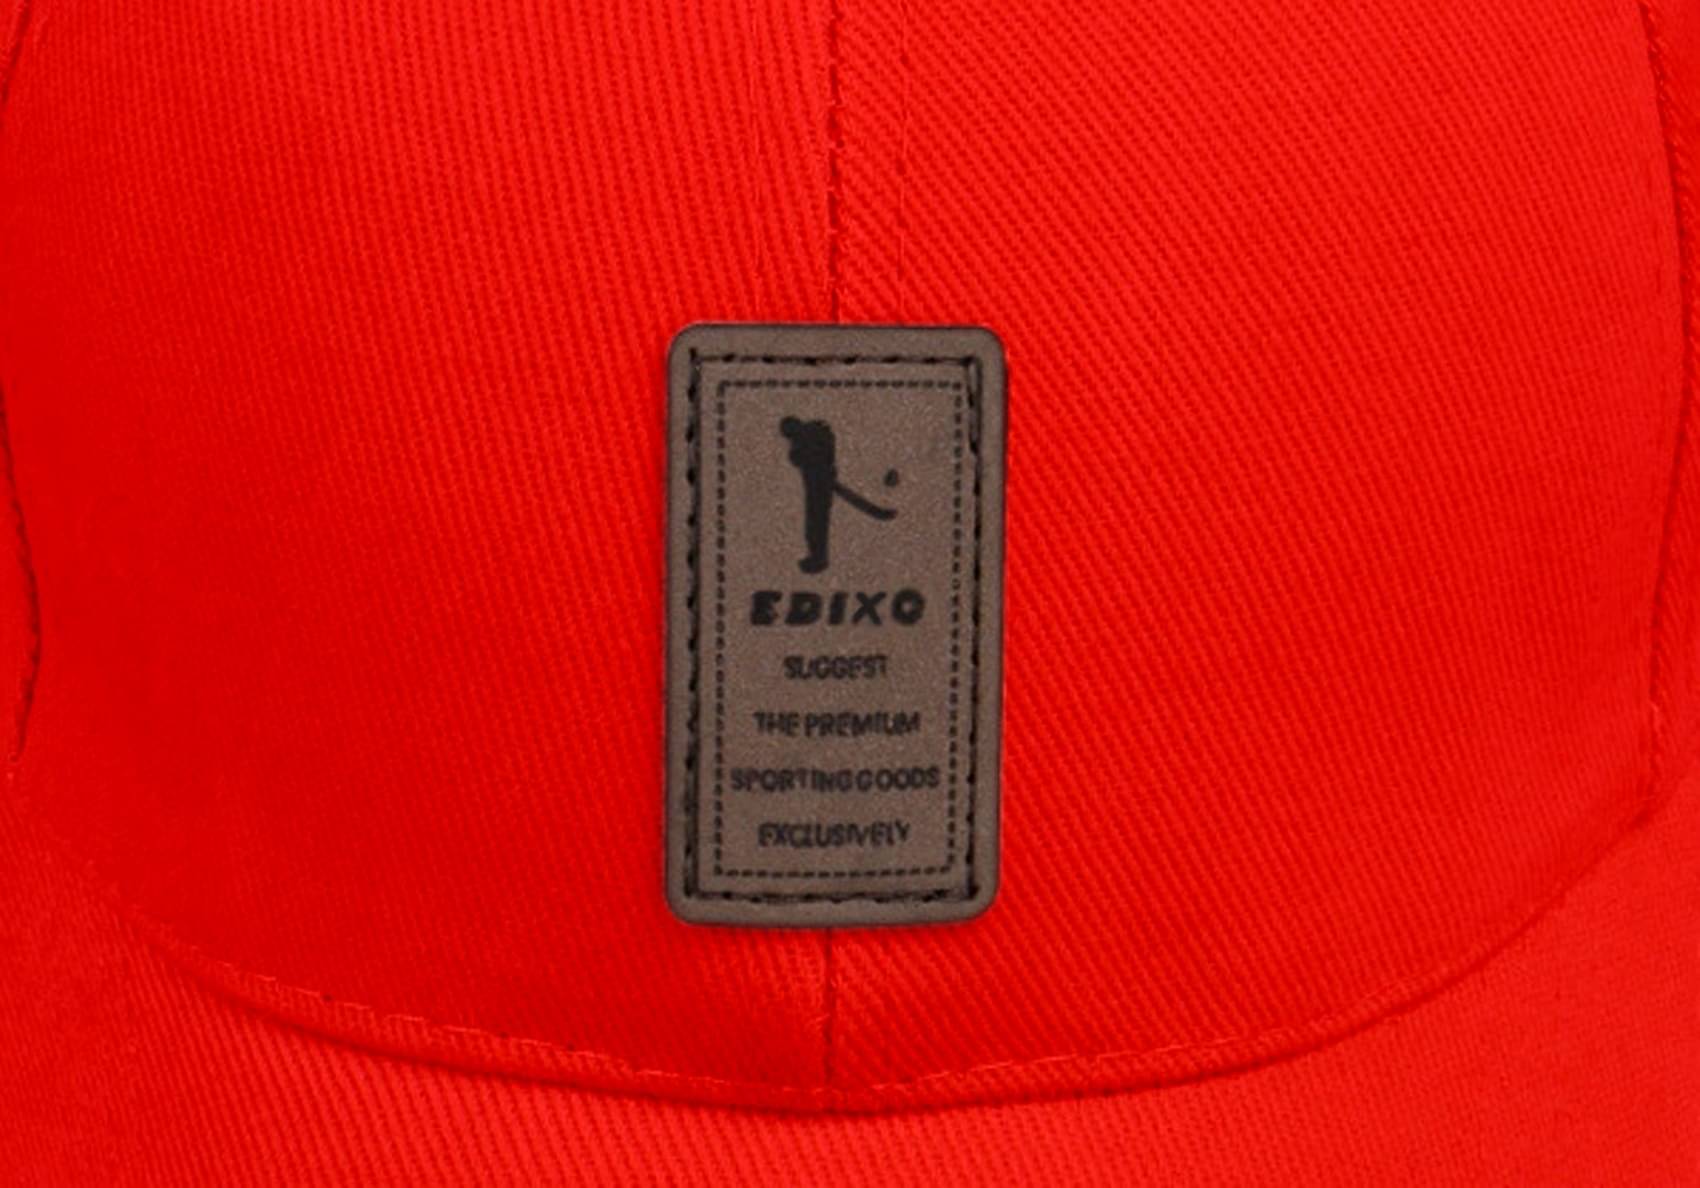 EDIXO
SUGGEST
THE PREMIUM
SPORTING GOODS
EXCLUSIVELY